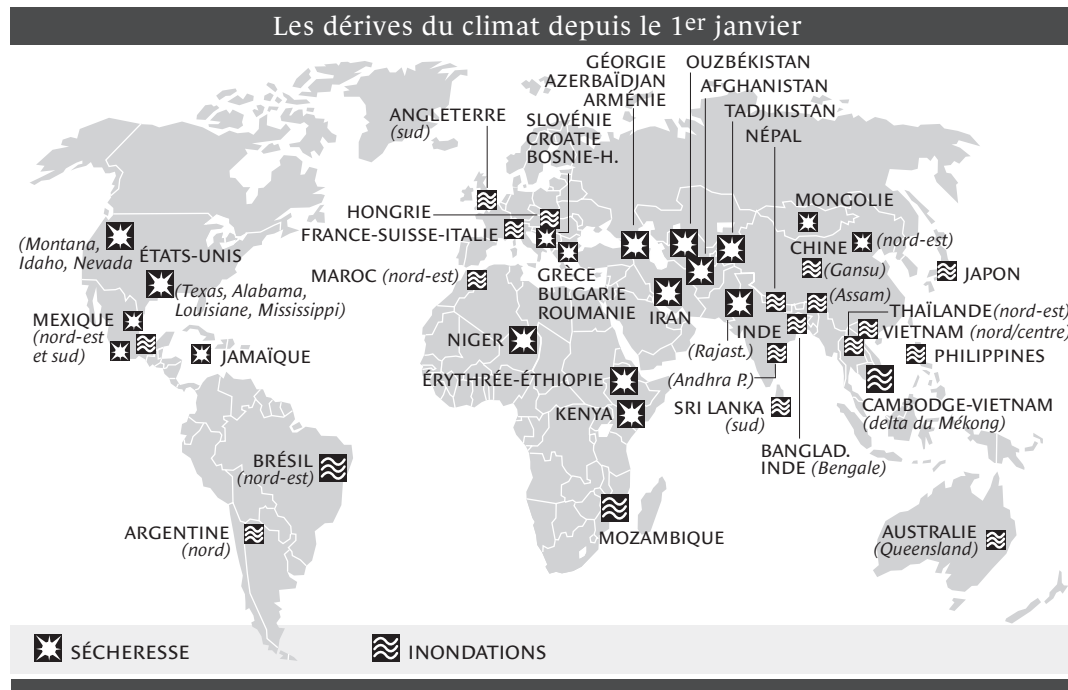 Les dérives du climat depuis le 1er janvier
GÉORGIE
AZERBAÏDJAN
ARMÉNIE
OUZBÉKISTAN
AFGHANISTAN
TADJIKISTAN
NÉPAL
ANGLETERRE
(sud)
SLOVÉNIE
CROATIE
BOSNIE-H.
HONGRIE
FRANCE-SUISSE-ITALIE
MONGOLIE
CHINE
(nord-est)
(Gansu)
JAPON
(Montana,
Idaho, Nevada
ÉTATS-UNIS
(Texas, Alabama,
Louisiane, Mississippi)
MAROC (nord-est)
GRÈCE
BULGARIE
ROUMANIE
IRAN
(Assam)
INDE
(Rajast.)
(Andhra P.)
THAÏLANDE (nord-est)
VIETNAM (nord/centre)
PHILIPPINES
MEXIQUE
(nord-est
et sud)
JAMAÏQUE
NIGER
ÉRYTHRÉE-ÉTHIOPIE
KENYA
SRI LANKA
(sud)
CAMBODGE-VIETNAM
(delta du Mékong)
BANGLAD.
INDE (Bengale)
BRÉSIL
(nord-est)
ARGENTINE
(nord)
MOZAMBIQUE
AUSTRALIE
(Queensland)
SÉCHERESSE
INONDATIONS